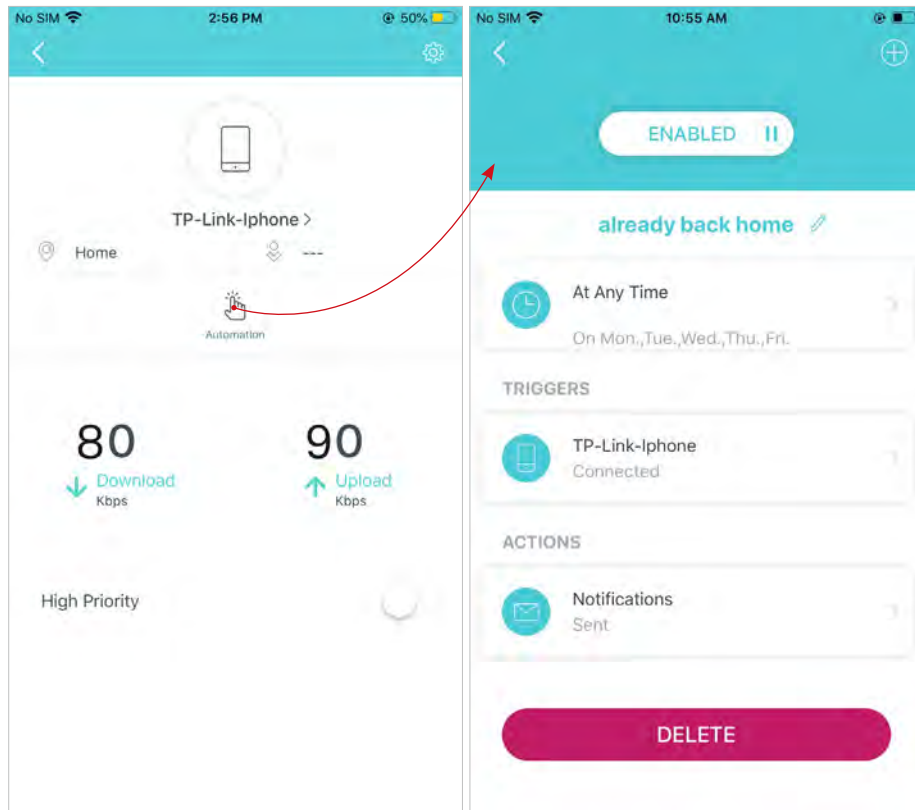 No SIM 2:56 PM 50%
TP-Link-Iphone >
Home ---
Automation
80 90
Download Upload
Kbps Kbps
High Priority
No SIM 10:55 AM
ENABLED
already back home
At Any Time
On Mon.,Tue.,Wed.,Thu.,Fri.
TRIGGERS
TP-Link-Iphone
Connected
ACTIONS
Notifications
Sent
DELETE